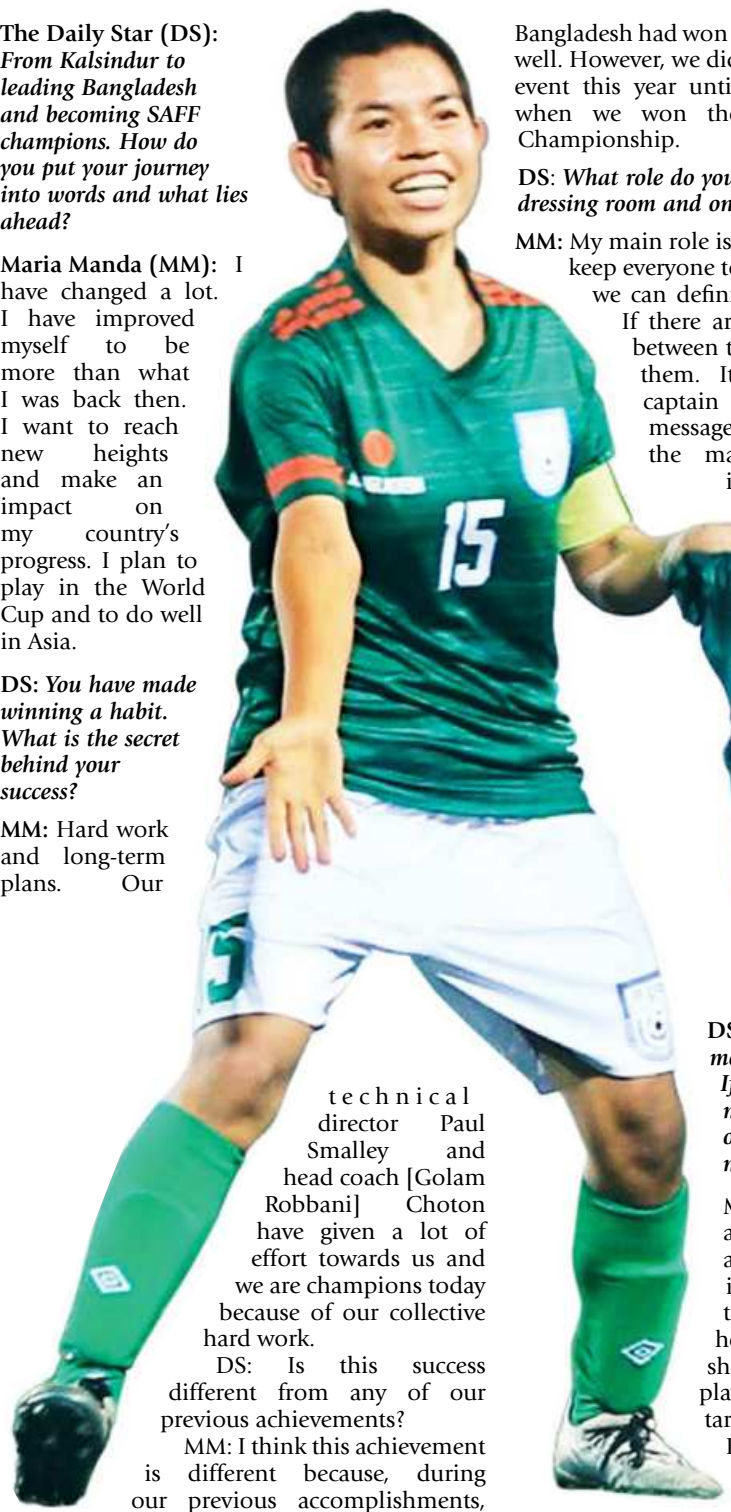 The Daily Star (DS):
From Kalsindur to
leading Bangladesh
and becoming SAFF
champions. How do
you put your journey
into words and what lies
ahead?
Maria Manda (MM): I
have changed a lot.
I have improved
myself to be
more than what
I was back then.
I want to reach
new heights
and make an
impact on
my country's
progress. I plan to
play in the World
Cup and to do well
in Asia.
DS: You have made
winning a habit.
What is the secret
behind your
success?
MM: Hard work
and long-term
plans. Our
technical
director Paul
Smalley and
head coach [Golam
Robbani] Choton
have given a lot of
effort towards us and
we are champions today
because of our collective
hard work.
DS: Is this success
different from any of our
previous achievements?
MM: I think this achievement
is different because, during
our previous accomplishments,
Bangladesh had won
well. However, we did
event this year unti
when we won the
Championship.
DS: What role do you
dressing room and on
MM: My main role is
keep everyone to
we can defin
If there ar
between t
them. It
captain
message
the ma
i
15
DS
m
If
n
o
n
M
a
a
i
t
he
sh
pla
tar